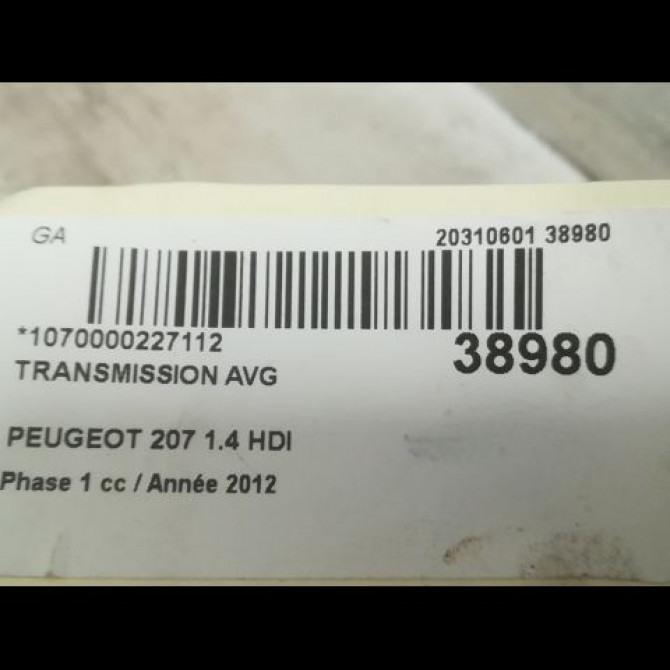 GA
20310601 38980
*1070000227112
38980
TRANSMISSION AVG
PEUGEOT 207 1.4 HDI
Phase 1 cc / Année 2012